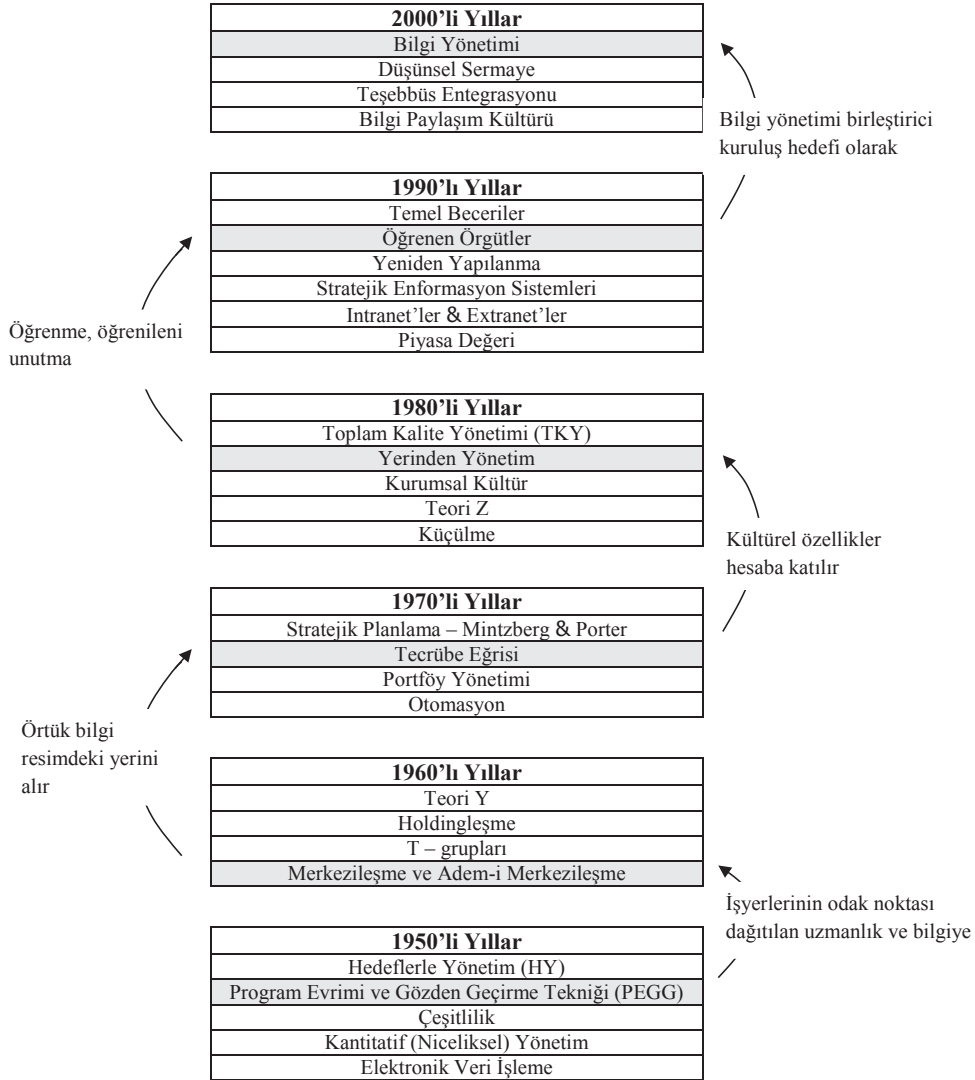 2000’li Yıllar
Bilgi Yönetimi
Düşünsel Sermaye
Teşebbüs Entegrasyonu
Bilgi Paylaşım Kültürü
Bilgi yönetimi birleştirici
kuruluş hedefi olarak
1990’lı Yıllar
Temel Beceriler
Öğrenen Örgütler
Yeniden Yapılanma
Stratejik Enformasyon Sistemleri
Intranet’ler & Extranet’ler
Piyasa Değeri
Öğrenme, öğrenileni
unutma
1980’li Yıllar
Toplam Kalite Yönetimi (TKY)
Yerinden Yönetim
Kurumsal Kültür
Teori Z
Küçülme
Kültürel özellikler
hesaba katılır
1970’li Yıllar
Stratejik Planlama – Mintzberg & Porter
Tecrübe Eğrisi
Portföy Yönetimi
Otomasyon
Örtük bilgi
resimdeki yerini
alır
1960’lı Yıllar
Teori Y
Holdingleşme
T – grupları
Merkezileşme ve Adem-i Merkezileşme
İşyerlerinin odak noktası
dağıtılan uzmanlık ve bilgiye
1950’li Yıllar
Hedeflerle Yönetim (HY)
Program Evrimi ve Gözden Geçirme Tekniği (PEGG)
Çeşitlilik
Kantitatif (Niceliksel) Yönetim
Elektronik Veri İşleme